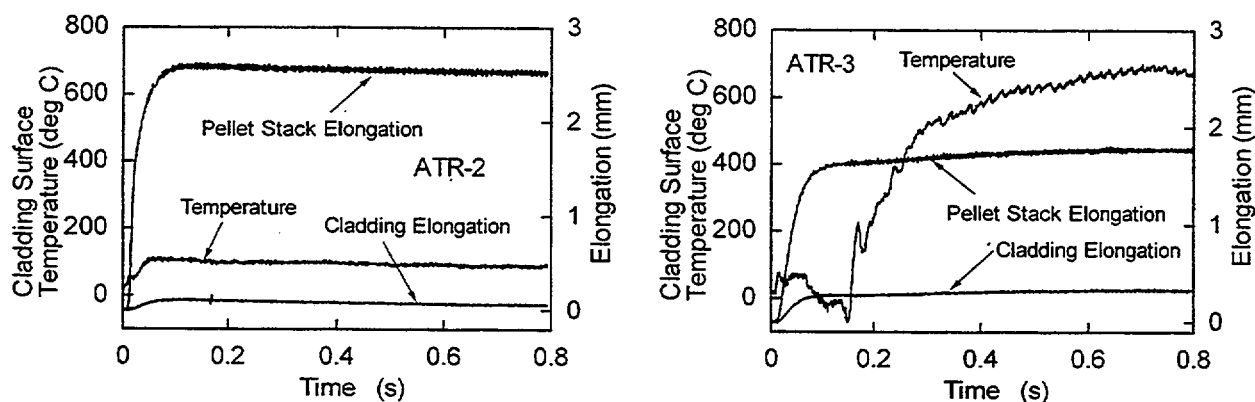 800
600
400
200
0
Cladding Surface
Temperature (deg C)
3
2
1
0
Elongation (mm)
Pellet Stack Elongation
ATR-2
Temperature
Cladding Elongation
0 0.2 0.4 0.6 0.8
Time (s)
800
600
400
400
200
0
Cladding Surface
Temperature (deg C)
3
2
1
0
Elongation (mm)
ATR-3
Temperature
Pellet Stack Elongation
Cladding Elongation
0 0.2 0.4 0.6 0.8
Time (s)